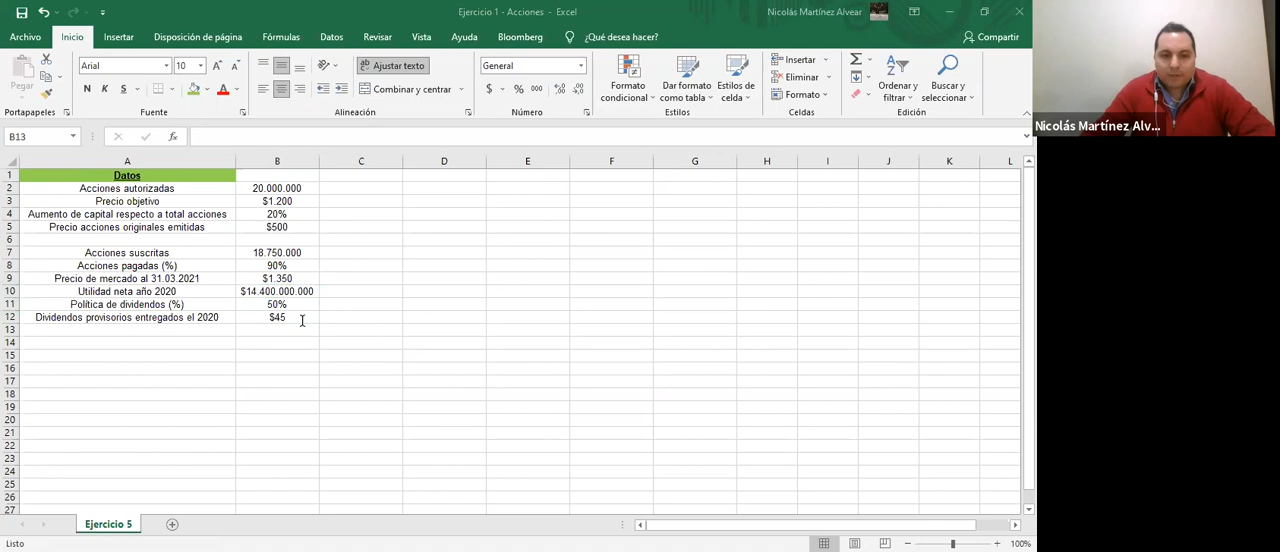 Ejercicio 1 - Acciones - Excel
Nicolás Martínez Alvear
Archivo Inicio Insertar Disposición de página Fórmulas Datos Revisar Vista Ayuda Bloomberg ¿Qué desea hacer? Compartir
Pegar
Arial 10
N K S
Ajustar texto
Combinar y centrar
General
$ % 000
Formato condicional
Dar formato como tabla
Estilos de celda
Insertar
Eliminar
Formato
Ordenar y filtrar
Buscar y seleccionar
Portapapeles Fuente Alineación Número Estilos Celdas Edición
B13 fx
A B C D E F G H I J K L
1 Datos
2 Acciones autorizadas 20.000.000
3 Precio objetivo $1.200
4 Aumento de capital respecto a total acciones 20%
5 Precio acciones originales emitidas $500
6
7 Acciones suscritas 18.750.000
8 Acciones pagadas (%) 90%
9 Precio de mercado al 31.03.2021 $1.350
10 Utilidad neta año 2020 $14.400.000.000
11 Política de dividendos (%) 50%
12 Dividendos provisorios entregados el 2020 $45
13
14
15
16
17
18
19
20
21
22
23
24
25
26
27
Ejercicio 5
Listo
100%
Nicolás Martínez Alv...